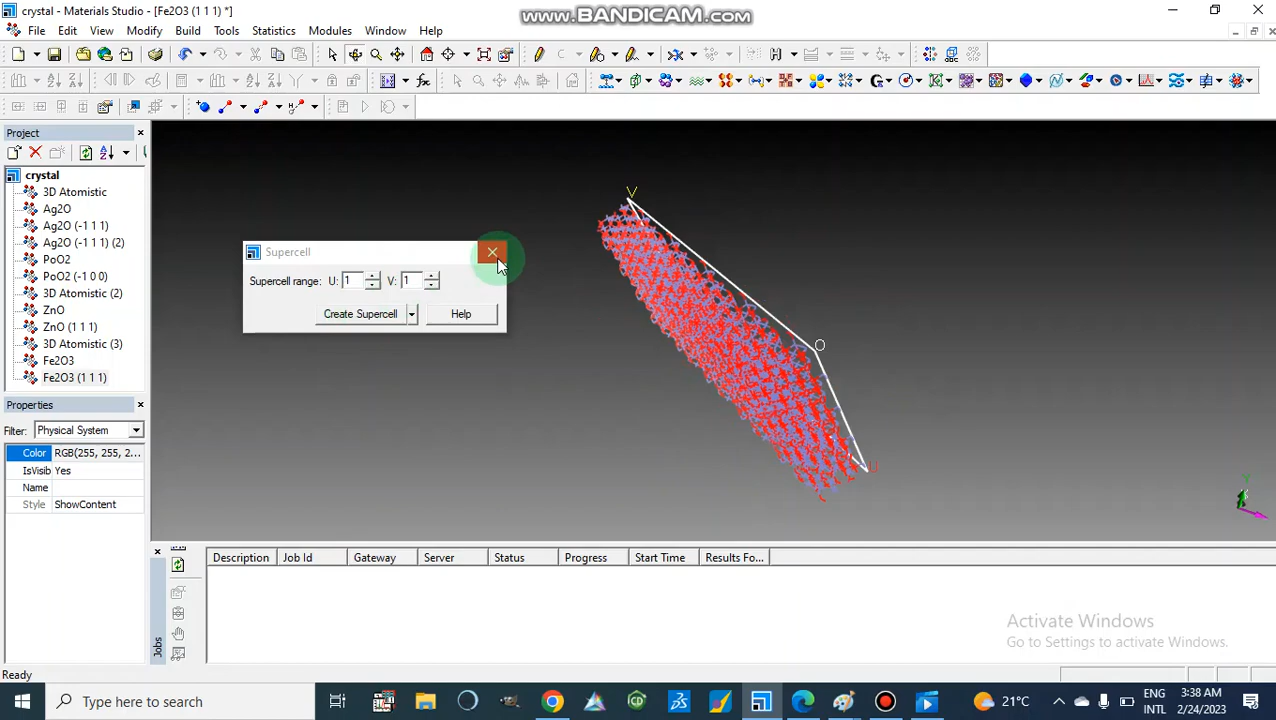 crystal - Materials Studio - [Fe2O3 (1 1 1) *]
www.BANDICAM.com
File Edit View Modify Build Tools Statistics Modules Window Help
Project
crystal
3D Atomistic
Ag2O
Ag2O (-1 1 1)
Ag2O (-1 1 1) (2)
PoO2
PoO2 (-1 0 0)
3D Atomistic (2)
ZnO
ZnO (1 1 1)
3D Atomistic (3)
Fe2O3
Fe2O3 (1 1 1)
Properties
Filter: Physical System
Color RGB(255, 255, 2...
IsVisib Yes
Name
Style ShowContent
Supercell
Supercell range: U: 1 V: 1
Create Supercell Help
V
O
U
Y
Description Job Id Gateway Server Status Progress Start Time Results Fo...
Jobs
Activate Windows
Go to Settings to activate Windows.
Ready
Type here to search
21°C
ENG
INTL
3:38 AM
2/24/2023